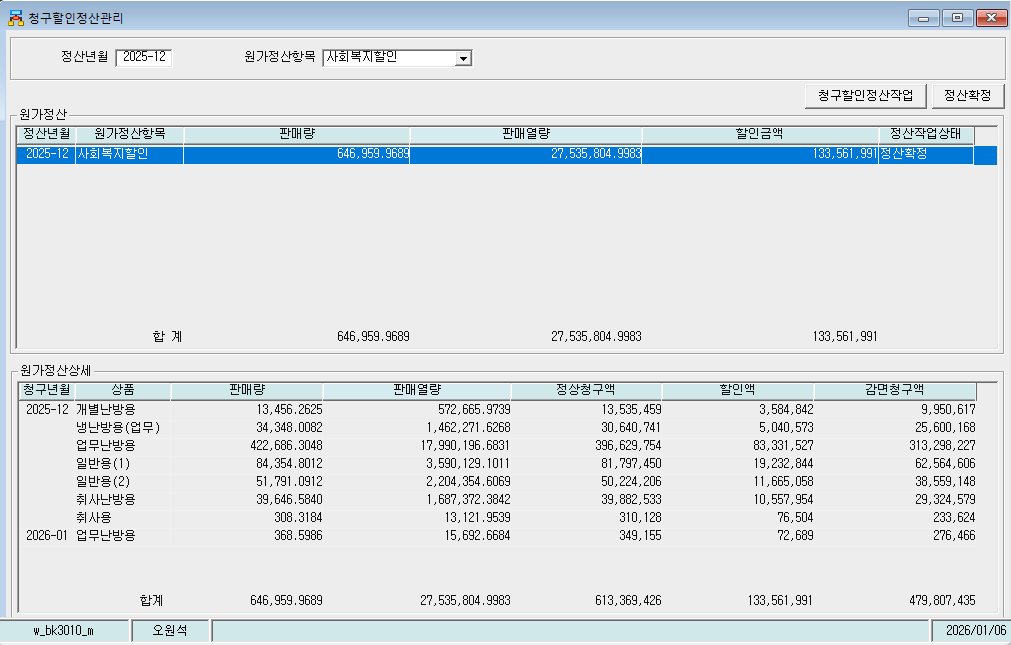 청구할인정산관리
정산년월 2025-12 원가정산항목 사회복지할인
청구할인정산작업 정산확정
원가정산
정산년월 원가정산항목 판매량 판매열량 할인금액 정산작업상태
2025-12 사회복지할인 646,959.9689 27,535,804.9983 133,561,991 정산확정
합 계 646,959.9689 27,535,804.9983 133,561,991
원가정산상세
청구년월 상품 판매량 판매열량 정상청구액 할인액 감면청구액
2025-12 개별난방용 13,456.2625 572,665.9739 13,535,459 3,584,842 9,950,617
냉난방용(업무) 34,348.0082 1,462,271.6268 30,640,741 5,040,573 25,600,168
업무난방용 422,686.3048 17,990,196.6831 396,629,754 83,331,527 313,298,227
일반용(1) 84,354.8012 3,590,129.1011 81,797,450 19,232,844 62,564,606
일반용(2) 51,791.0912 2,204,354.6069 50,224,206 11,665,058 38,559,148
취사난방용 39,646.5840 1,687,372.3842 39,882,533 10,557,954 29,324,579
취사용 308.3184 13,121.9539 310,128 76,504 233,624
2026-01 업무난방용 368.5986 15,692.6684 349,155 72,689 276,466
합계 646,959.9689 27,535,804.9983 613,369,426 133,561,991 479,807,435
w_bk3010_m 오원석 2026/01/06